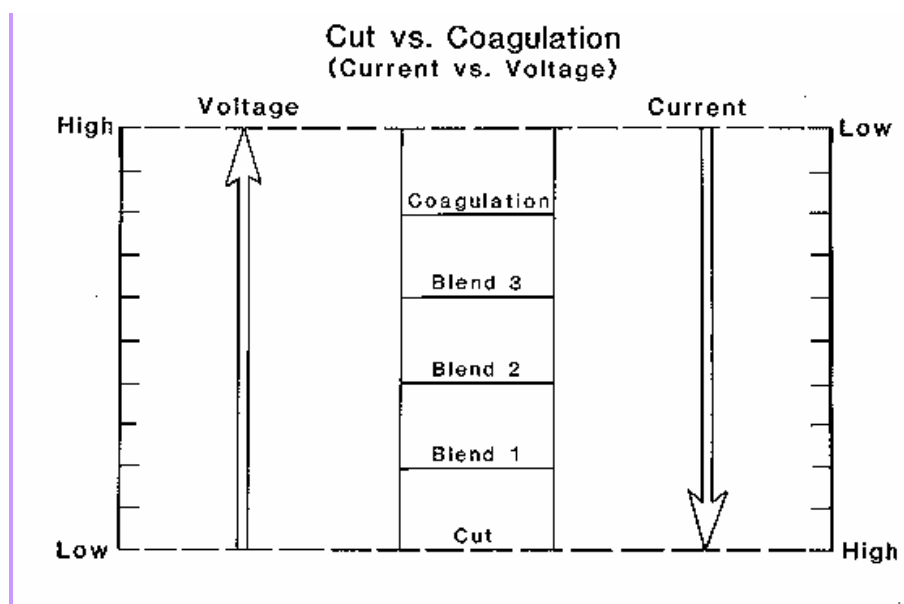 Cut vs. Coagulation
(Current vs. Voltage)
Voltage
Current
High
Low
Coagulation
Blend 3
Blend 2
Blend 1
Cut
Low
High